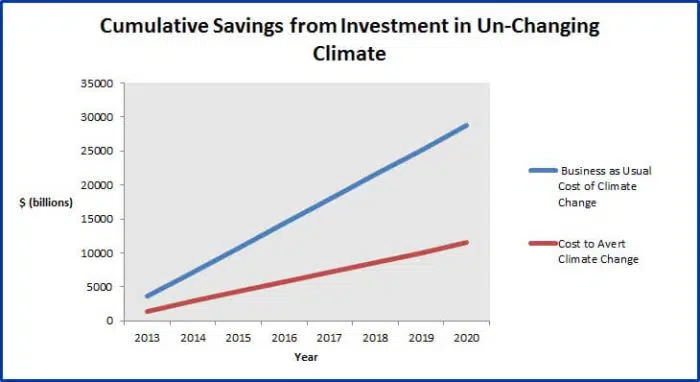 Cumulative Savings from Investment in Un-Changing
Climate
35000
30000
25000
20000
15000
10000
5000
0
$ (billions)
2013 2014 2015 2016 2017 2018 2019 2020
Year
Business as Usual
Cost of Climate
Change
Cost to Avert
Climate Change